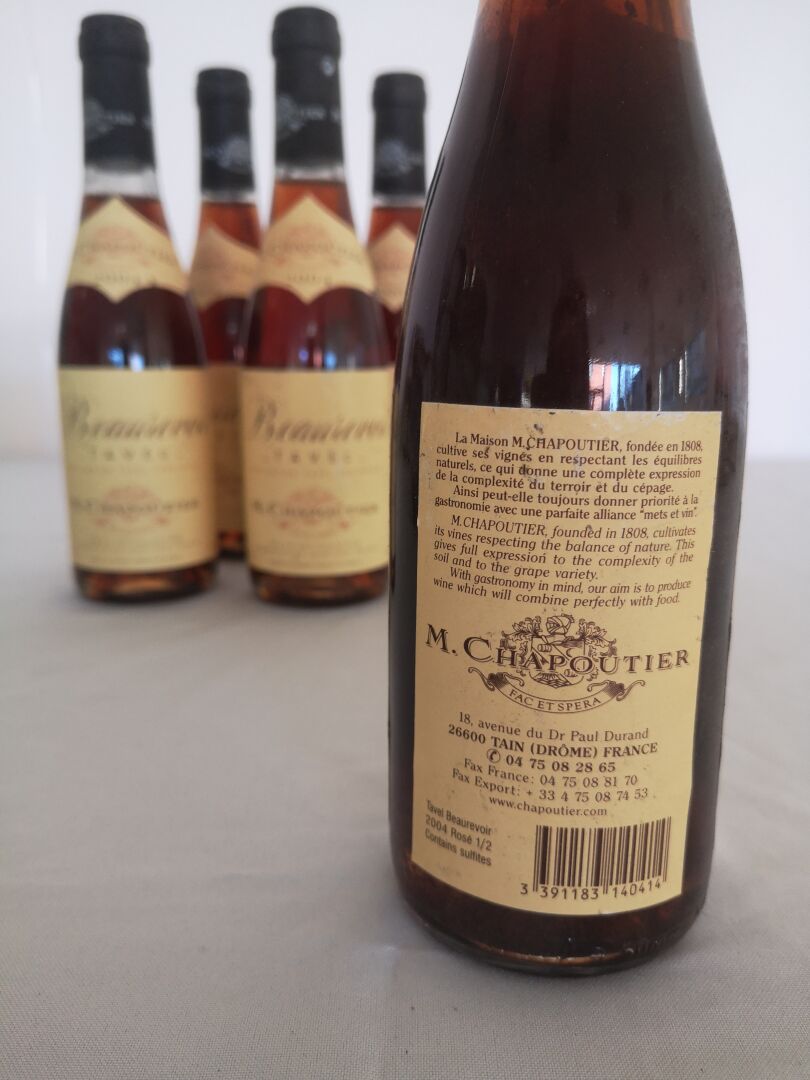 La Maison M.CHAPOUTIER, fondée en 1808,
cultive ses vignes en respectant les équilibres
naturels, ce qui donne une complète expression
de la complexité du terroir et du cépage.
Ainsi peut-elle toujours donner priorité à la
gastronomie avec une parfaite alliance "mets et vin".
M.CHAPOUTIER, founded in 1808, cultivates
its vines respecting the balance of nature. This
gives full expression to the complexity of the
soil and to the grape variety.
With gastronomy in mind, our aim is to produce
wine which will combine perfectly with food.
M. CHAPOUTIER
FAC ET SPERA
18, avenue du Dr Paul Durand
26600 TAIN (DRÔME) FRANCE
✆ 04 75 08 28 65
Fax France: 04 75 08 81 70
Fax Export: + 33 4 75 08 74 53
www.chapoutier.com
Tavel Beaurevoir
2004 Rosé 1/2
Contains sulfites
3 391183 140414
Beaurevoir
TAVEL
M. CHAPOUTIER
Beaurevoir
TAVEL
M. CHAPOUTIER